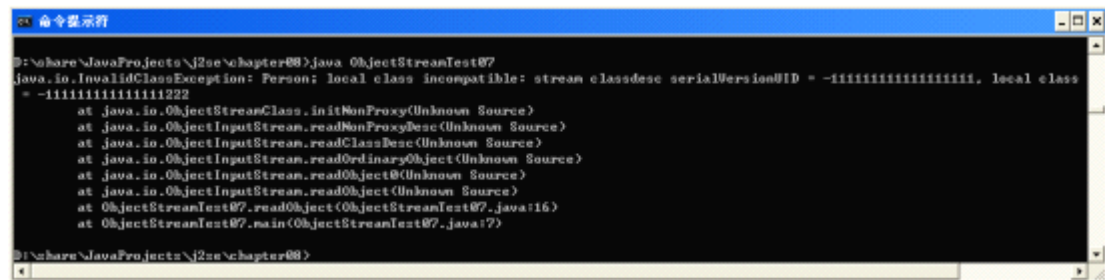 命令提示符
D:\share\JavaProjects\j2se\chapter08>java ObjectStreamTest07
java.io.InvalidClassException: Person; local class incompatible: stream classdesc serialVersionUID = -11111111111111111, local class
= -111111111111111222
at java.io.ObjectStreamClass.initNonProxy(Unknown Source)
at java.io.ObjectInputStream.readNonProxyDesc(Unknown Source)
at java.io.ObjectInputStream.readClassDesc(Unknown Source)
at java.io.ObjectInputStream.readOrdinaryObject(Unknown Source)
at java.io.ObjectInputStream.readObject0(Unknown Source)
at java.io.ObjectInputStream.readObject(Unknown Source)
at ObjectStreamTest07.readObject(ObjectStreamTest07.java:16)
at ObjectStreamTest07.main(ObjectStreamTest07.java:7)
D:\share\JavaProjects\j2se\chapter08>